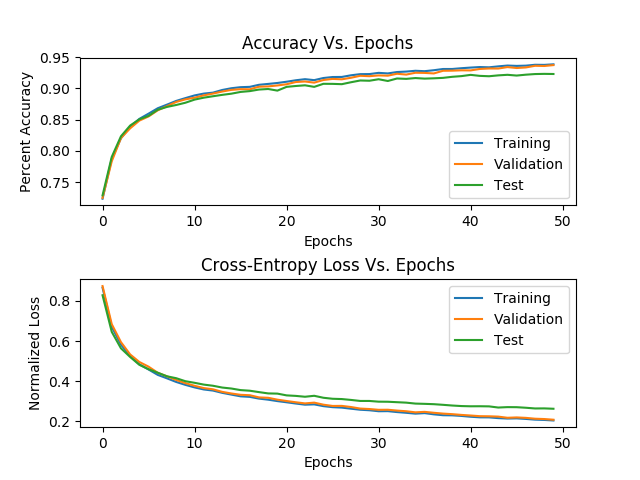 Accuracy Vs. Epochs
Percent Accuracy
0.95
0.90
0.85
0.80
0.75
Training
Validation
Test
0 10 20 30 40 50
Epochs
Cross-Entropy Loss Vs. Epochs
Normalized Loss
0.8
0.6
0.4
0.2
Training
Validation
Test
0 10 20 30 40 50
Epochs